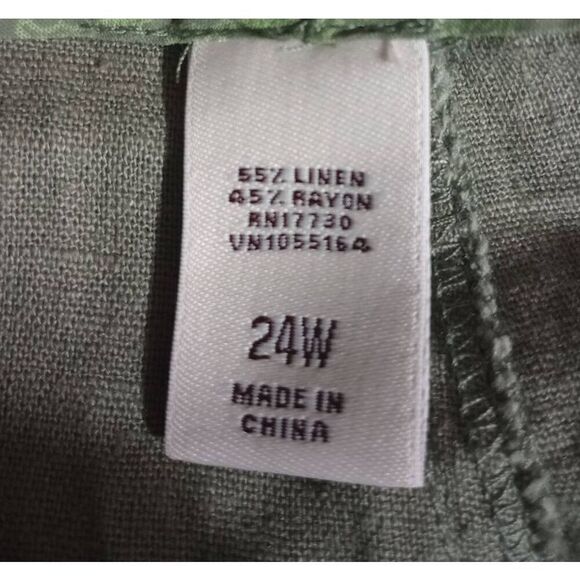 55% LINEN
45% RAYON
RN17730
VN1055164
24W
MADE IN
CHINA